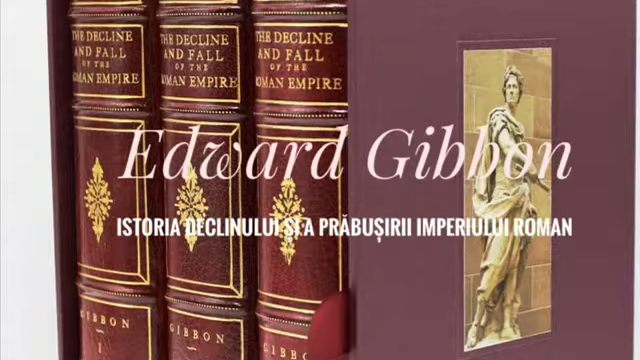 THE DECLINE
AND FALL
OF THE
ROMAN EMPIRE
THE DECLINE
AND FALL
OF THE
ROMAN EMPIRE
THE DECLINE
AND FALL
OF THE
ROMAN EMPIRE
Edward Gibbon
ISTORIA DECLINULUI ȘI A PRĂBUȘIRII IMPERIULUI ROMAN
GIBBON
I
GIBBON
GIBBON